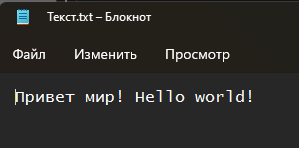 Текст.txt – Блокнот
Файл Изменить Просмотр
Привет мир! Hello world!